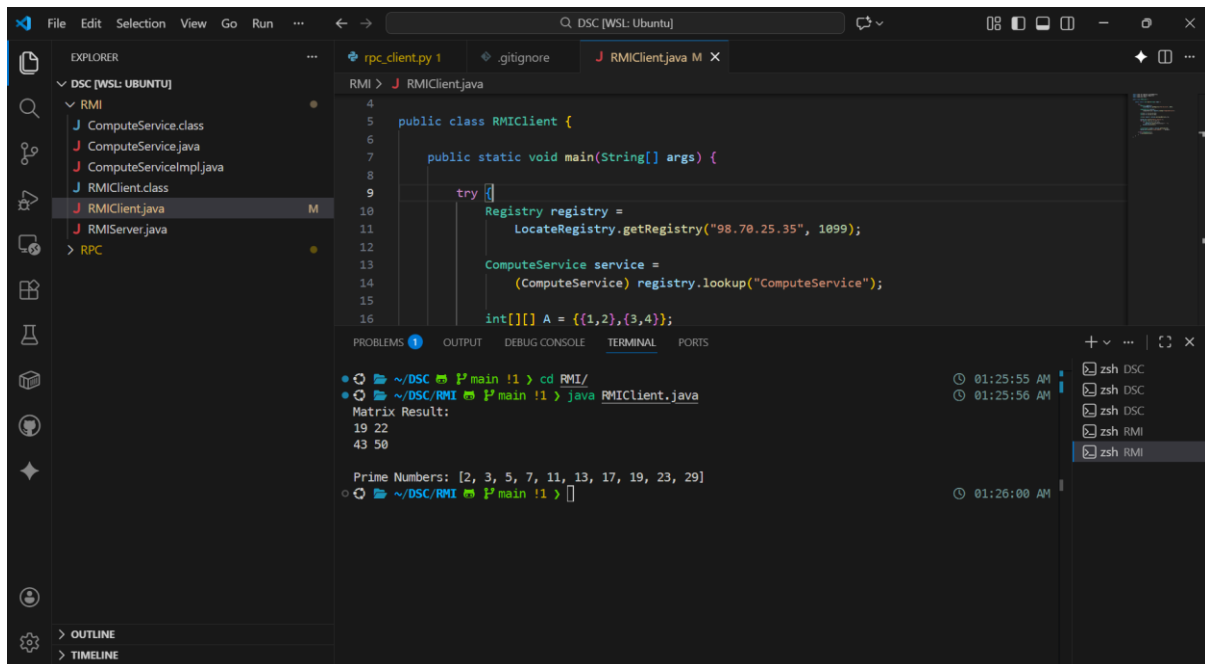 File Edit Selection View Go Run ··· ← → DSC [WSL: Ubuntu]
EXPLORER ···
DSC [WSL: UBUNTU]
RMI
J ComputeService.class
J ComputeService.java
J ComputeServiceImpl.java
J RMIClient.class
J RMIClient.java M
J RMIServer.java
> RPC
> OUTLINE
> TIMELINE
rpc_client.py 1 .gitignore J RMIClient.java M ×
RMI > J RMIClient.java
4
5 public class RMIClient {
6
7 public static void main(String[] args) {
8
9 try {
10 Registry registry =
11 LocateRegistry.getRegistry("98.70.25.35", 1099);
12
13 ComputeService service =
14 (ComputeService) registry.lookup("ComputeService");
15
16 int[][] A = {{1,2},{3,4}};
PROBLEMS 1 OUTPUT DEBUG CONSOLE TERMINAL PORTS
~/DSC main !1 > cd RMI/ 01:25:55 AM
~/DSC/RMI main !1 > java RMIClient.java 01:25:56 AM
Matrix Result:
19 22
43 50
Prime Numbers: [2, 3, 5, 7, 11, 13, 17, 19, 23, 29]
~/DSC/RMI main !1 > 01:26:00 AM
zsh DSC
zsh DSC
zsh DSC
zsh RMI
zsh RMI